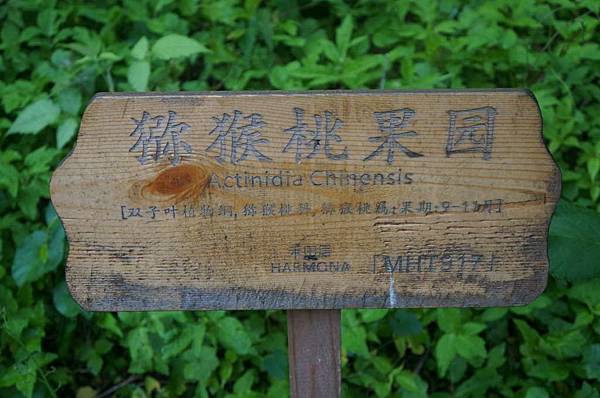 猕猴桃果园
Actinidia Chinensis
[双子叶植物纲,猕猴桃科,猕猴桃属;果期:9-11月]
HARMONA 「MHT517」